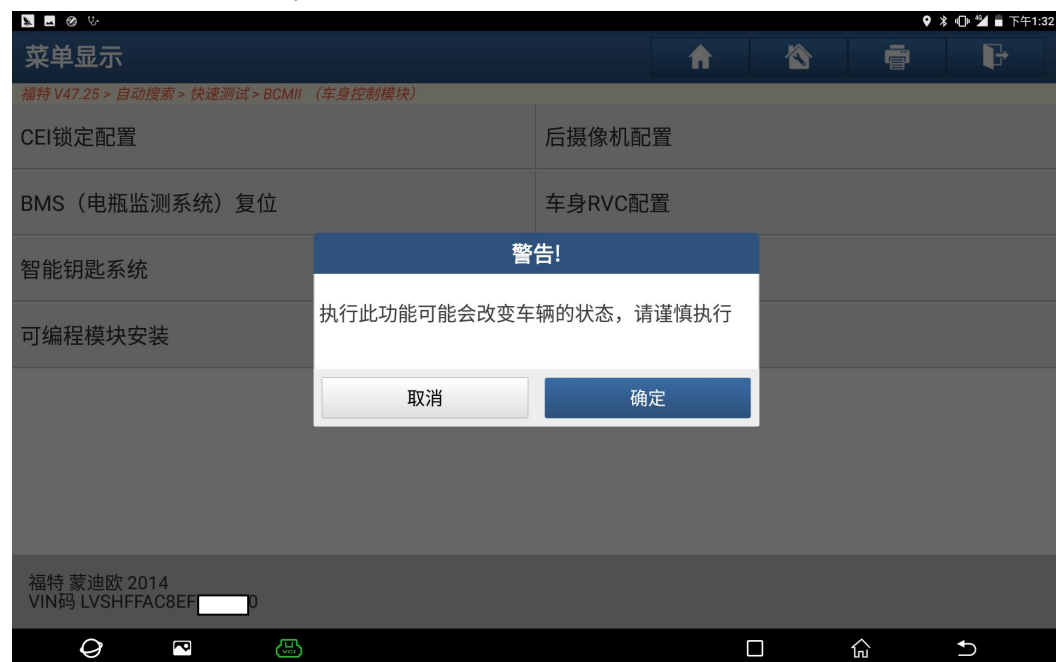 下午1:32
菜单显示
福特 V47.25 > 自动搜索 > 快速测试 > BCMII （车身控制模块）
CEI锁定配置
后摄像机配置
BMS（电瓶监测系统）复位
车身RVC配置
智能钥匙系统
可编程模块安装
警告!
执行此功能可能会改变车辆的状态，请谨慎执行
取消
确定
福特 蒙迪欧 2014
VIN码 LVSHFFAC8EF 0
VCI